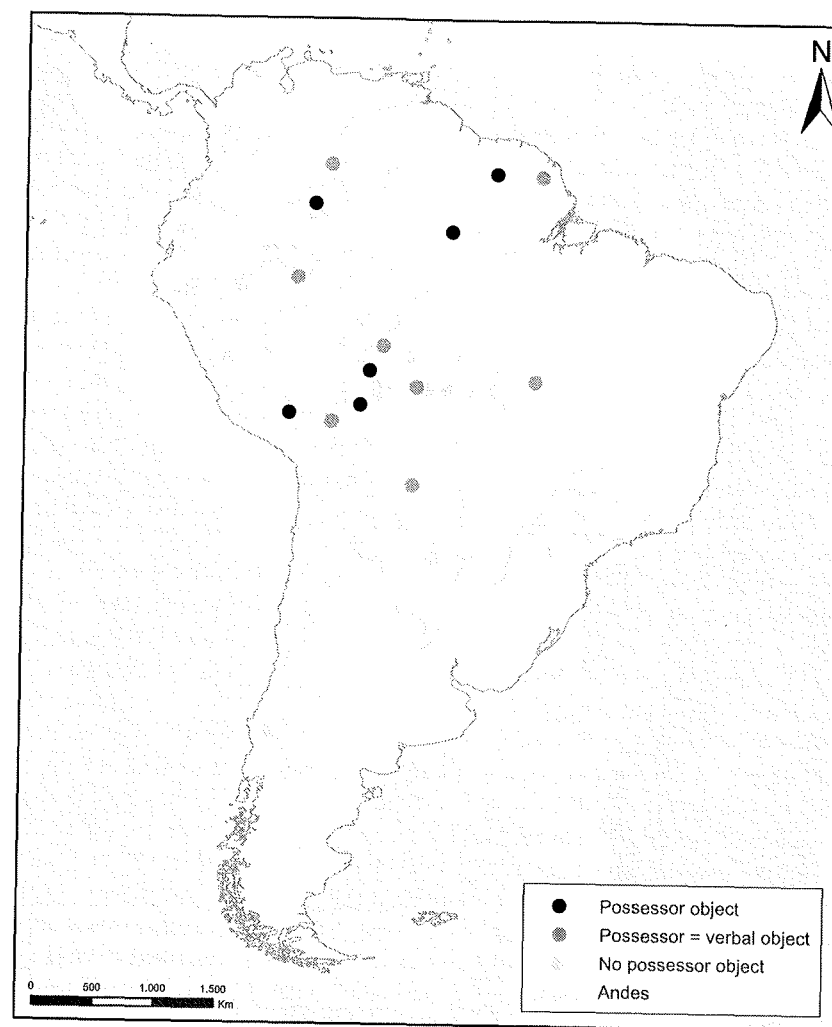 N
Possessor object
Possessor = verbal object
No possessor object
Andes
0 500 1.000 1.500
Km